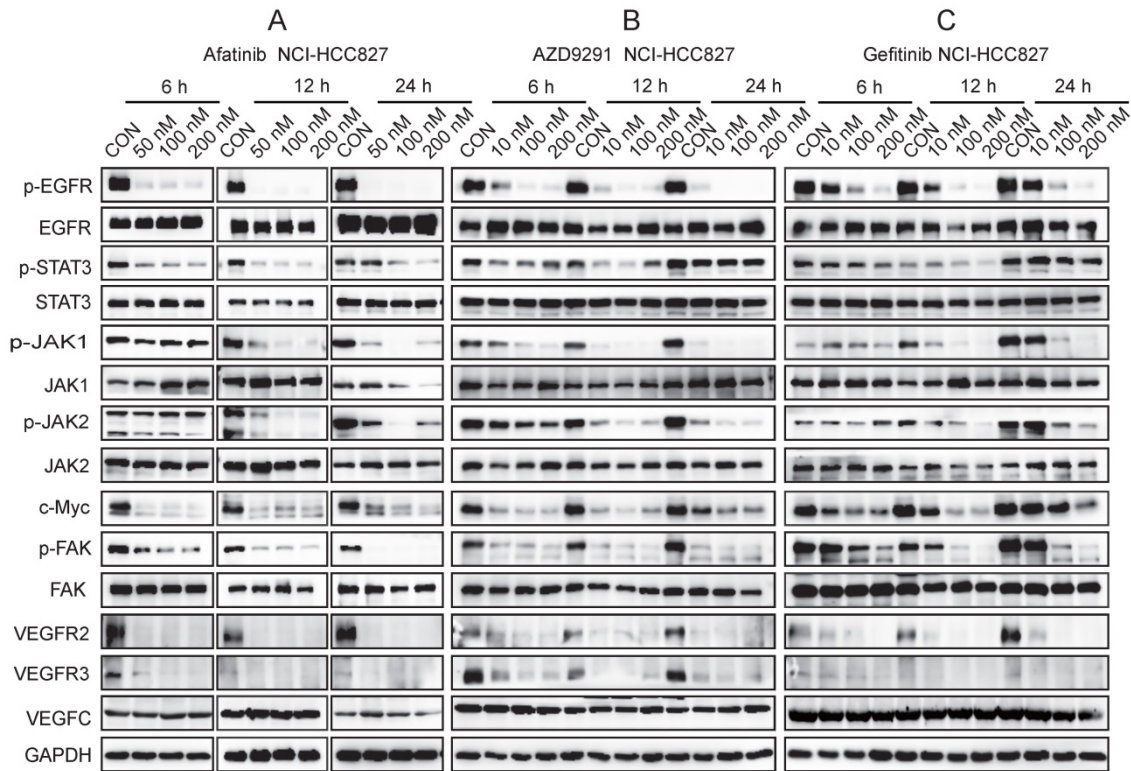 A B C
Afatinib NCI-HCC827 AZD9291 NCI-HCC827 Gefitinib NCI-HCC827
6 h 12 h 24 h 6 h 12 h 24 h 6 h 12 h 24 h
CON 50 nM 100 nM 200 nM CON 50 nM 100 nM 200 nM CON 50 nM 100 nM 200 nM CON 10 nM 100 nM 200 nM CON 10 nM 100 nM 200 nM CON 10 nM 100 nM 200 nM CON 10 nM 100 nM 200 nM CON 10 nM 100 nM 200 nM CON 10 nM 100 nM 200 nM
p-EGFR
EGFR
p-STAT3
STAT3
p-JAK1
JAK1
p-JAK2
JAK2
c-Myc
p-FAK
FAK
VEGFR2
VEGFR3
VEGFC
GAPDH